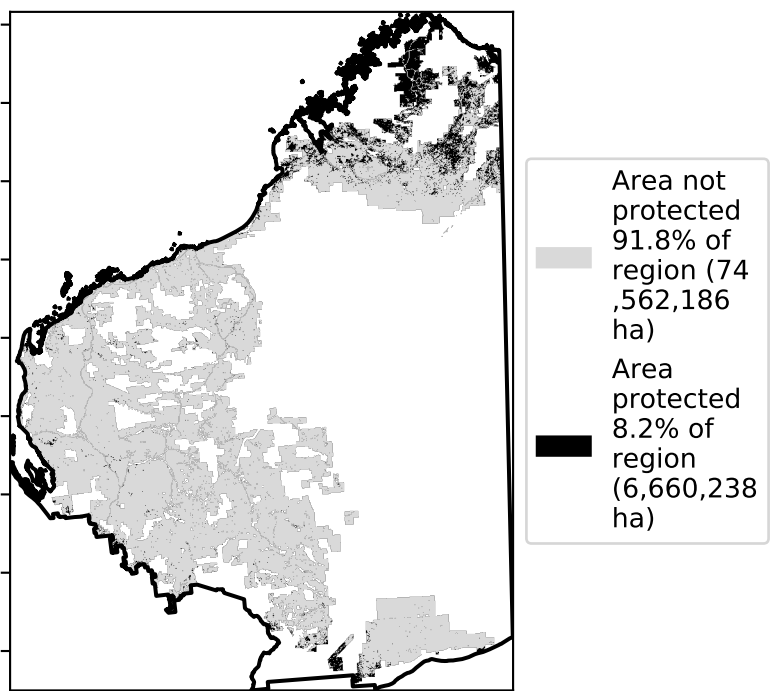 Area not
protected
91.8% of
region (74
,562,186
ha)
Area
protected
8.2% of
region
(6,660,238
ha)